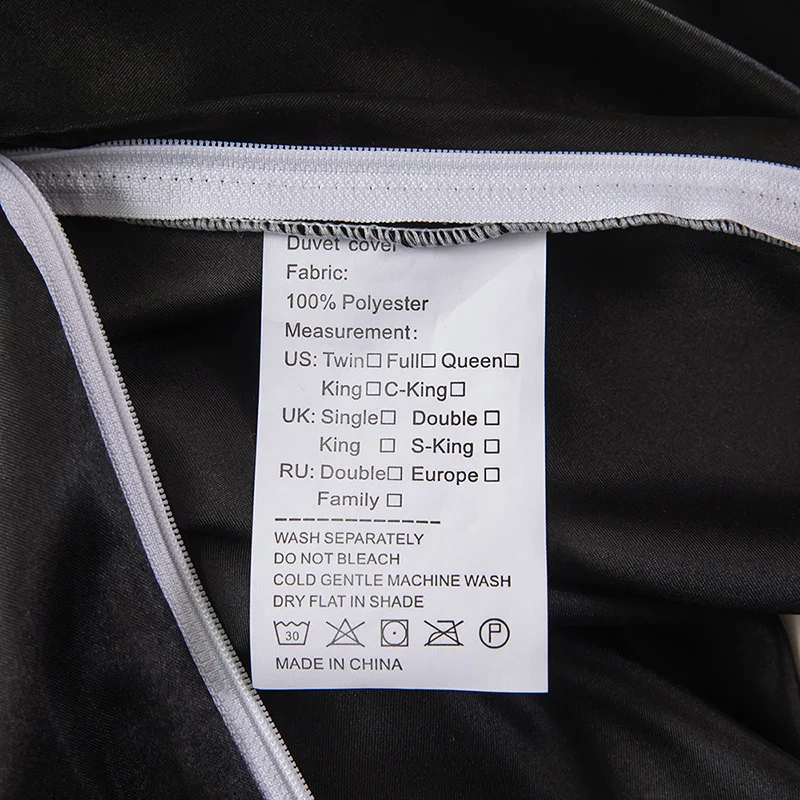 Duvet cover
Fabric:
100% Polyester
Measurement:
US: Twin☐ Full☐ Queen☐
King☐ C-King☐
UK: Single☐ Double ☐
King ☐ S-King ☐
RU: Double☐ Europe ☐
Family ☐
WASH SEPARATELY
DO NOT BLEACH
COLD GENTLE MACHINE WASH
DRY FLAT IN SHADE
30 P
MADE IN CHINA